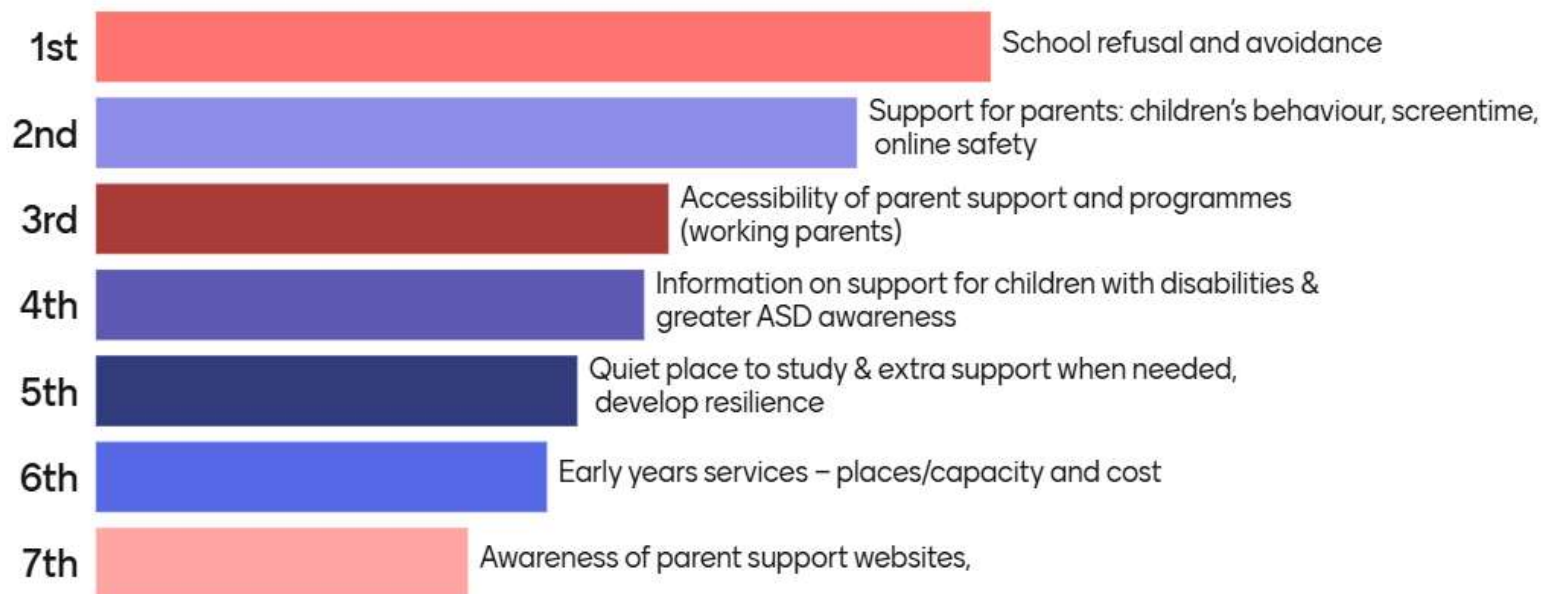 1st
School refusal and avoidance
2nd
Support for parents: children's behaviour, screentime,
online safety
3rd
Accessibility of parent support and programmes
(working parents)
4th
Information on support for children with disabilities &
greater ASD awareness
5th
Quiet place to study & extra support when needed,
develop resilience
6th
Early years services – places/capacity and cost
7th
Awareness of parent support websites,